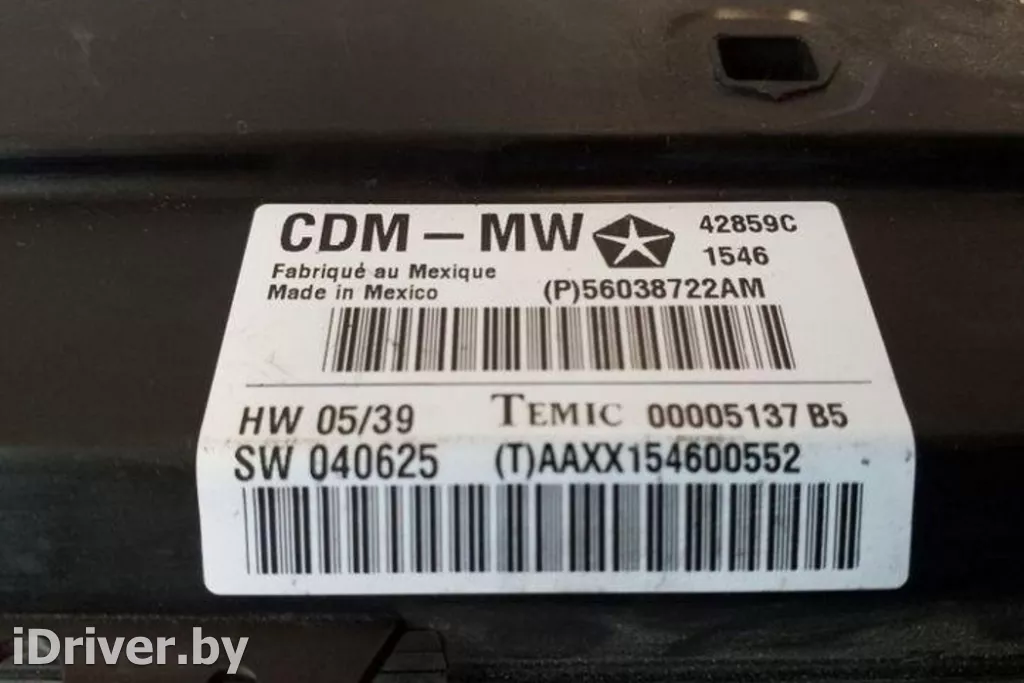 CDM – MW 42859C
1546
Fabriqué au Mexique
Made in Mexico (P)56038722AM
HW 05/39 TEMIC 00005137 B5
SW 040625 (T)AAXX154600552
iDriver.by